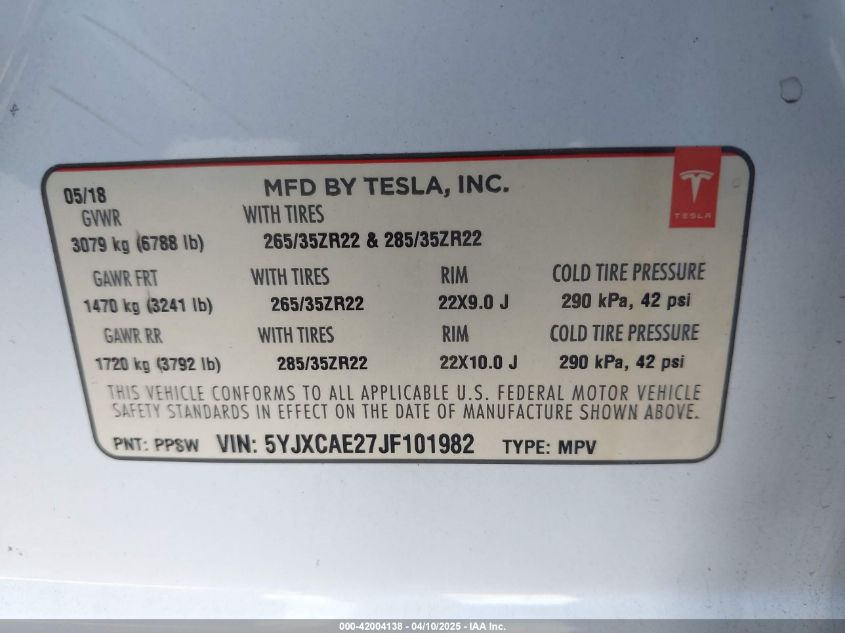 05/18 MFD BY TESLA, INC.
TESLA
GVWR WITH TIRES
3079 kg (6788 lb) 265/35ZR22 & 285/35ZR22
GAWR FRT WITH TIRES RIM COLD TIRE PRESSURE
1470 kg (3241 lb) 265/35ZR22 22X9.0 J 290 kPa, 42 psi
GAWR RR WITH TIRES RIM COLD TIRE PRESSURE
1720 kg (3792 lb) 285/35ZR22 22X10.0 J 290 kPa, 42 psi
THIS VEHICLE CONFORMS TO ALL APPLICABLE U.S. FEDERAL MOTOR VEHICLE
SAFETY STANDARDS IN EFFECT ON THE DATE OF MANUFACTURE SHOWN ABOVE.
PNT: PPSW VIN: 5YJXCAE27JF101982 TYPE: MPV
000-42004138 - 04/10/2025 - IAA Inc.